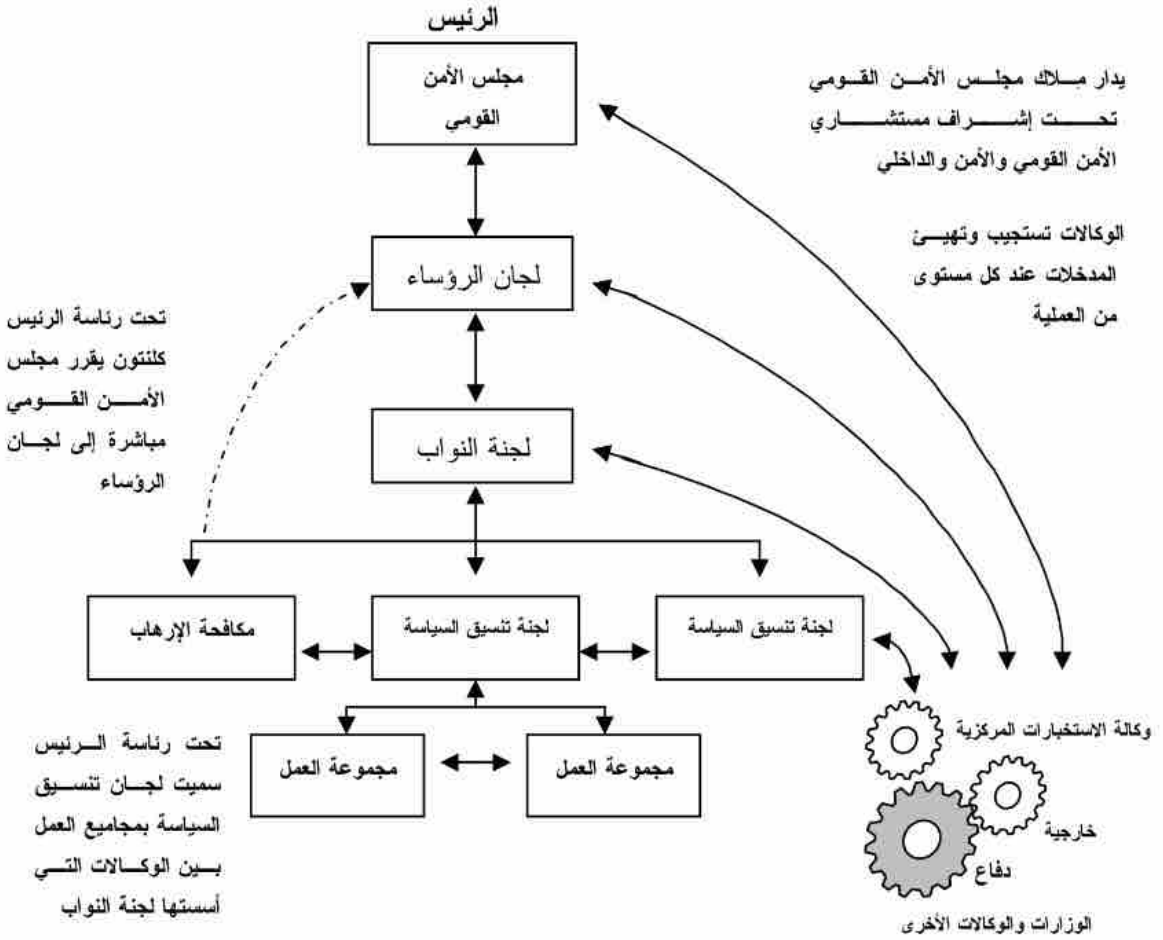 الرئيس
مجلس الأمن
القومي
يدار ملاك مجلس الأمن القومي
تحت إشراف مستشاري
الأمن القومي والأمن والداخلي
الوكالات تستجيب وتهيئ
المدخلات عند كل مستوى
من العملية
لجان الرؤساء
تحت رئاسة الرئيس
كلنتون يقرر مجلس
الأمن القومي
مباشرة إلى لجان
الرؤساء
لجنة النواب
لجنة تنسيق السياسة
لجنة تنسيق السياسة
مكافحة الإرهاب
مجموعة العمل
مجموعة العمل
تحت رئاسة الرئيس
سميت لجان تنسيق
السياسة بمجاميع العمل
بين الوكالات التي
أسستها لجنة النواب
وكالة الاستخبارات المركزية
خارجية
دفاع
الوزارات والوكالات الأخرى